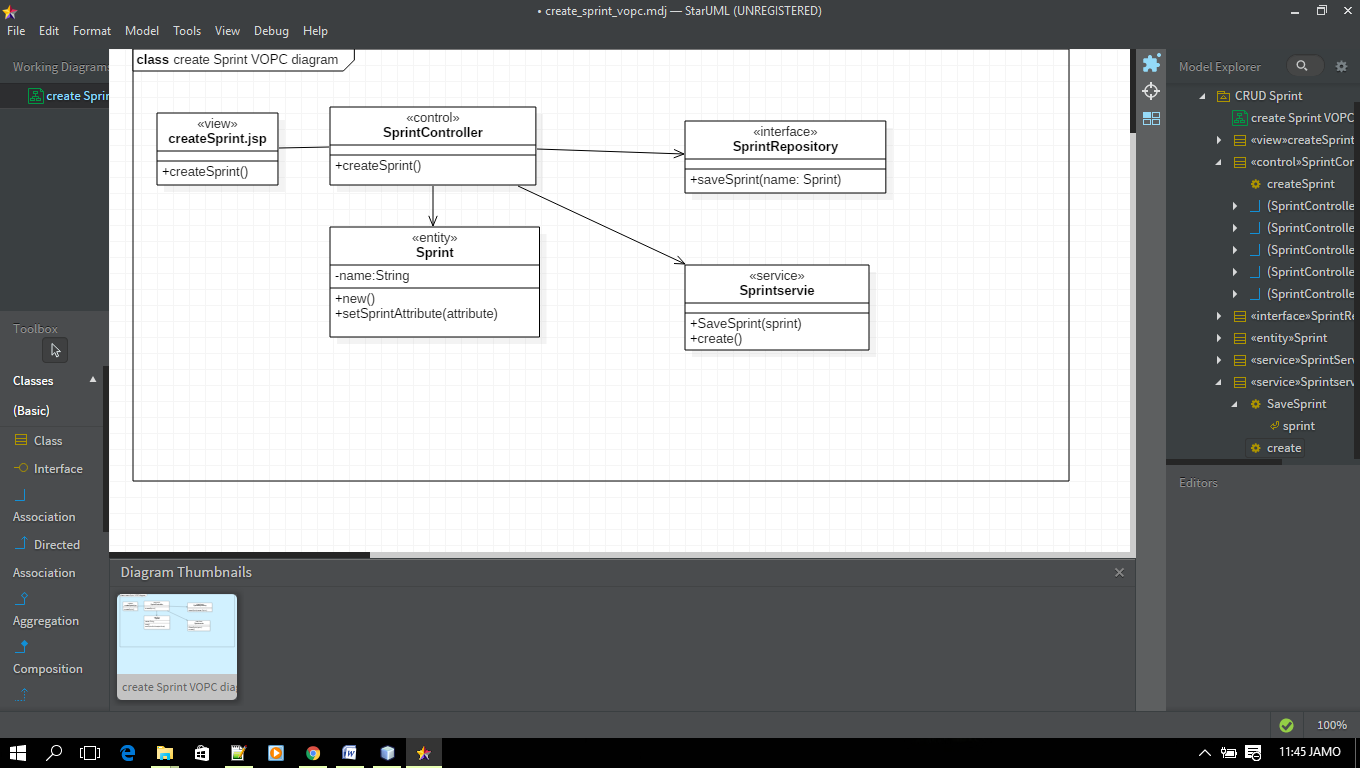 • create_sprint_vopc.mdj — StarUML (UNREGISTERED)
File Edit Format Model Tools View Debug Help
Working Diagrams
create Sprin
class create Sprint VOPC diagram
«view»
createSprint.jsp
+createSprint()
«control»
SprintController
+createSprint()
«interface»
SprintRepository
+saveSprint(name: Sprint)
«entity»
Sprint
-name:String
+new()
+setSprintAttribute(attribute)
«service»
Sprintservie
+SaveSprint(sprint)
+create()
Toolbox
Classes
(Basic)
Class
Interface
Association
Directed
Association
Aggregation
Composition
Model Explorer
CRUD Sprint
create Sprint VOPC
«view»createSprint
«control»SprintCor
createSprint
(SprintControlle
(SprintControlle
(SprintControlle
(SprintControlle
(SprintControlle
«interface»SprintRe
«entity»Sprint
«service»SprintServ
«service»Sprintserv
SaveSprint
sprint
create
Editors
Diagram Thumbnails
create Sprint VOPC dia
100%
11:45 JAMO